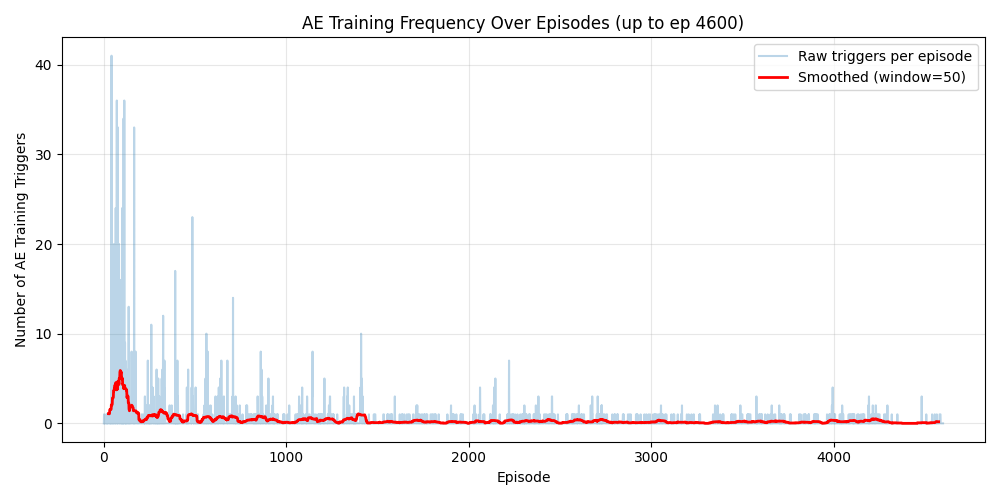 AE Training Frequency Over Episodes (up to ep 4600)
Raw triggers per episode
Smoothed (window=50)
Number of AE Training Triggers
40
30
20
10
0
0 1000 2000 3000 4000
Episode